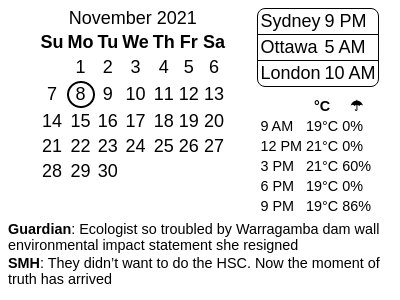 November 2021
Su Mo Tu We Th Fr Sa
1 2 3 4 5 6
7 8 9 10 11 12 13
14 15 16 17 18 19 20
21 22 23 24 25 26 27
28 29 30
Sydney 9 PM
Ottawa 5 AM
London 10 AM
°C ☂
9 AM 19°C 0%
12 PM 21°C 0%
3 PM 21°C 60%
6 PM 19°C 0%
9 PM 19°C 86%
Guardian: Ecologist so troubled by Warragamba dam wall
environmental impact statement she resigned
SMH: They didn’t want to do the HSC. Now the moment of
truth has arrived